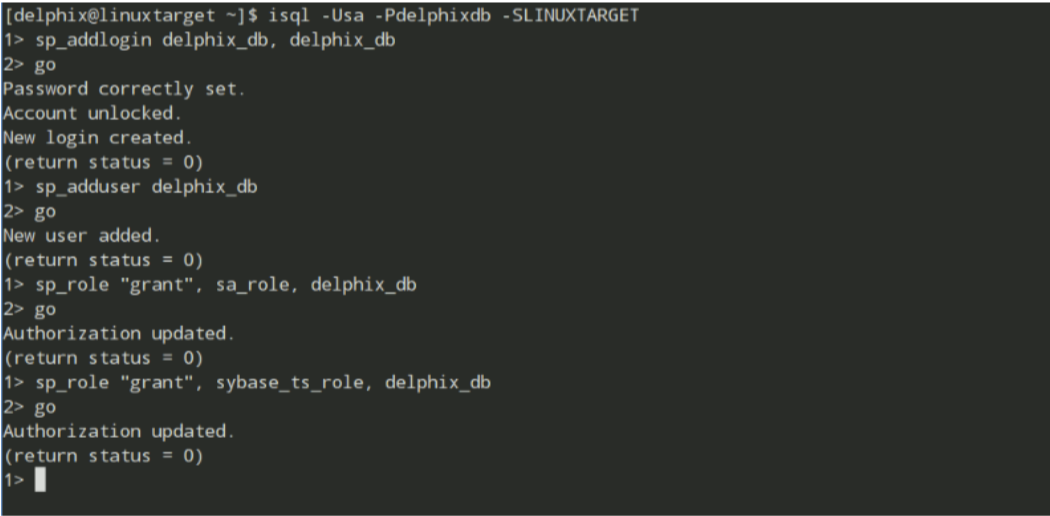 [delphix@linuxtarget ~]$ isql -Usa -Pdelphixdb -SLINUXTARGET
1> sp_addlogin delphix_db, delphix_db
2> go
Password correctly set.
Account unlocked.
New login created.
(return status = 0)
1> sp_adduser delphix_db
2> go
New user added.
(return status = 0)
1> sp_role "grant", sa_role, delphix_db
2> go
Authorization updated.
(return status = 0)
1> sp_role "grant", sybase_ts_role, delphix_db
2> go
Authorization updated.
(return status = 0)
1>